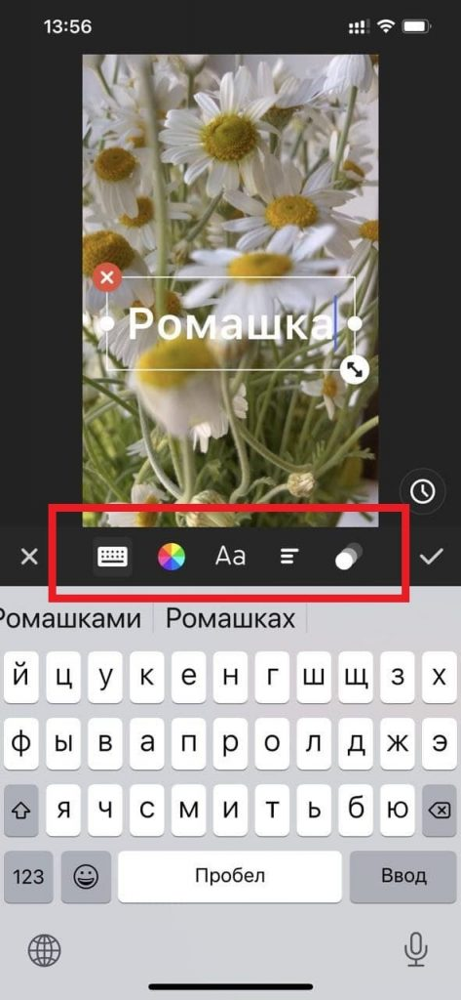 13:56
Ромашка
Aa
Ромашками Ромашках
й ц у к е н г ш щ з х
ф ы в а п р о л д ж э
я ч с м и т ь б ю
123 Пробел Ввод